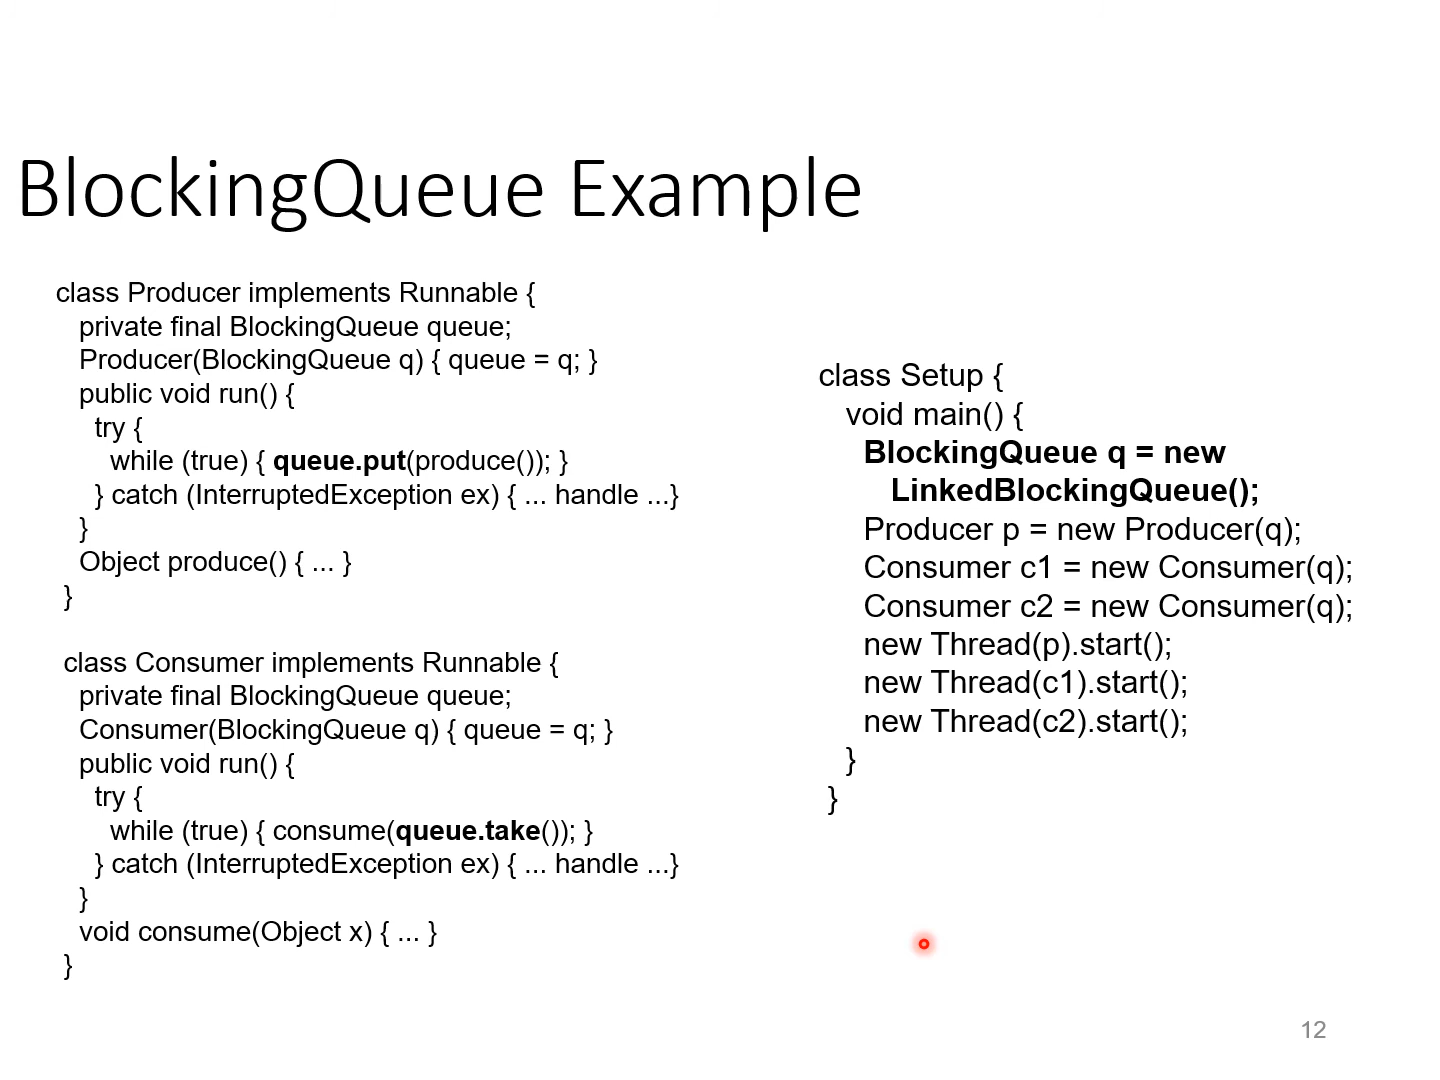 BlockingQueue Example
class Producer implements Runnable {
private final BlockingQueue queue;
Producer(BlockingQueue q) { queue = q; }
public void run() {
try {
while (true) { queue.put(produce()); }
} catch (InterruptedException ex) { ... handle ...}
}
Object produce() { ... }
}
class Consumer implements Runnable {
private final BlockingQueue queue;
Consumer(BlockingQueue q) { queue = q; }
public void run() {
try {
while (true) { consume(queue.take()); }
} catch (InterruptedException ex) { ... handle ...}
}
void consume(Object x) { ... }
}
class Setup {
void main() {
BlockingQueue q = new
LinkedBlockingQueue();
Producer p = new Producer(q);
Consumer c1 = new Consumer(q);
Consumer c2 = new Consumer(q);
new Thread(p).start();
new Thread(c1).start();
new Thread(c2).start();
}
}
12